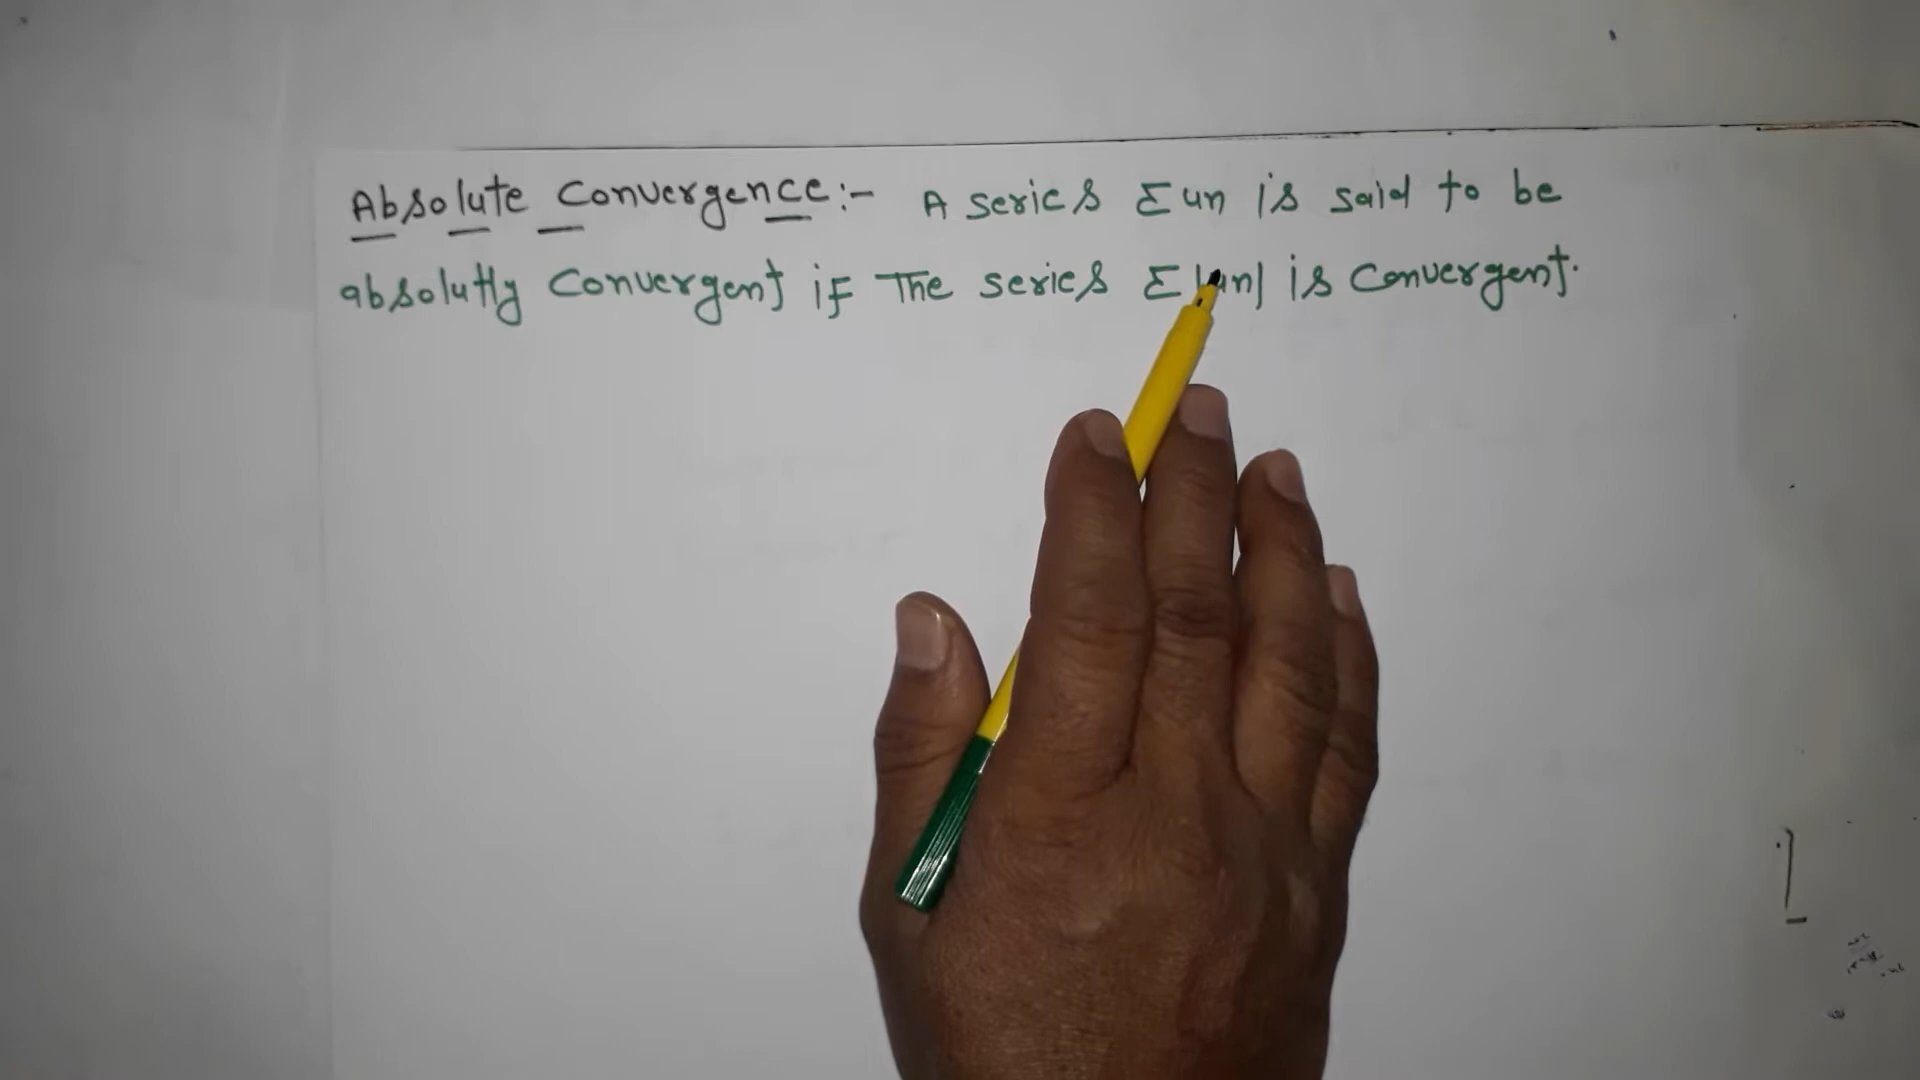 Absolute Convergence:- A series Σun is said to be
absolutly Convergent if The series Σ|un| is Convergent.